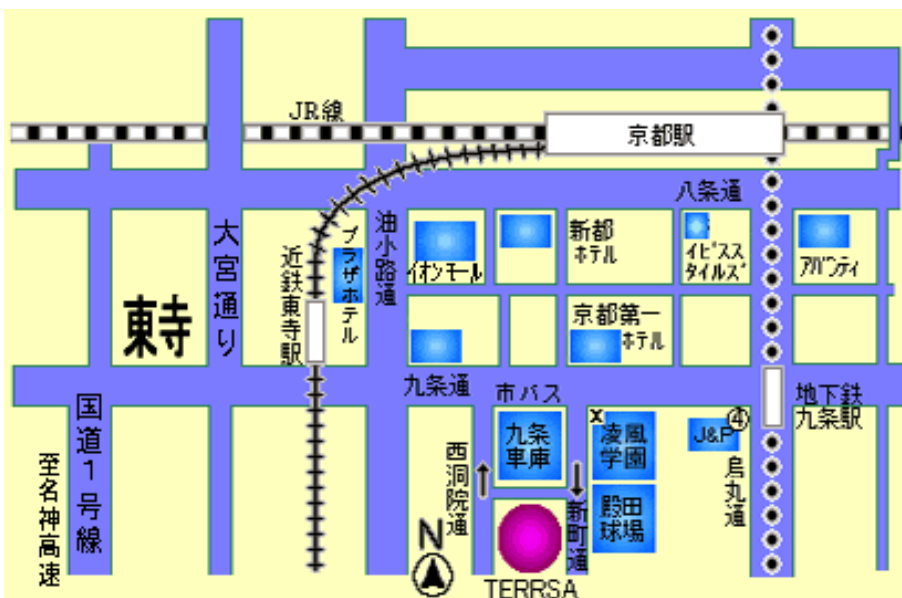 JR線
京都駅
八条通
大宮通り
近鉄東寺駅
プラザホテル
油小路通
イオンモール
新都
ホテル
イビスス
タイルズ
アバンティ
東寺
京都第一
ホテル
九条通
市バス
地下鉄
九条駅
国道1号線
至名神高速
西洞院通
九条
車庫
x
凌風
学園
J&P
④
烏丸通
新町通
殿田
球場
N
TERRSA